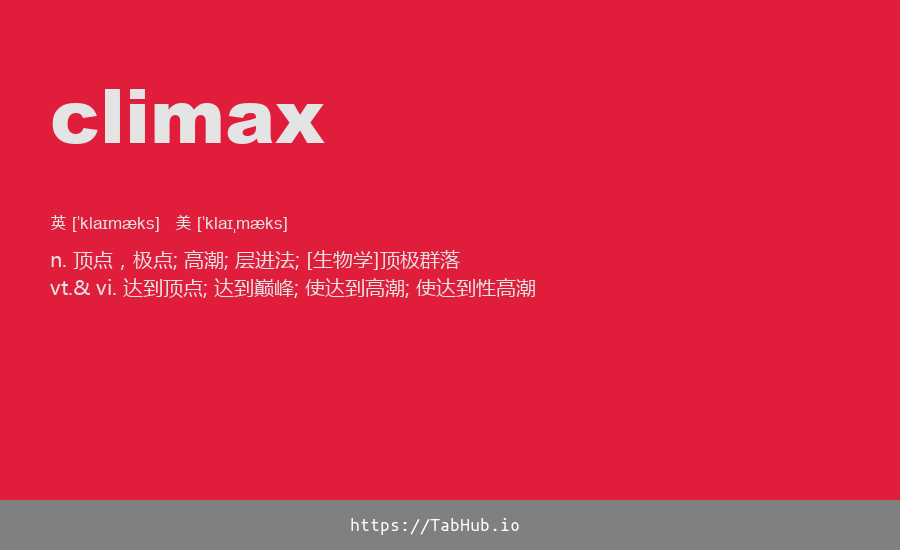 climax
英 [ˈklaɪmæks] 美 [ˈklaɪˌmæks]
n. 顶点，极点; 高潮; 层进法; [生物学]顶极群落
vt.& vi. 达到顶点; 达到巅峰; 使达到高潮; 使达到性高潮
https://TabHub.io